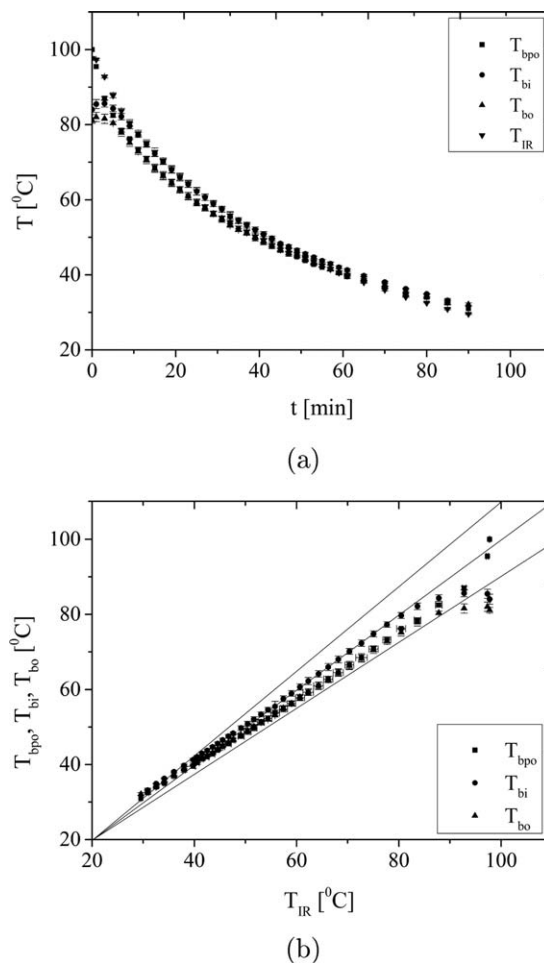 100
80
60
40
20
T [⁰C]
T_bpo
T_bi
T_bo
T_IR
0 20 40 60 80 100
t [min]
(a)
100
80
60
40
20
T_bpo, T_bi, T_bo [⁰C]
T_bpo
T_bi
T_bo
20 40 60 80 100
T_IR [⁰C]
(b)